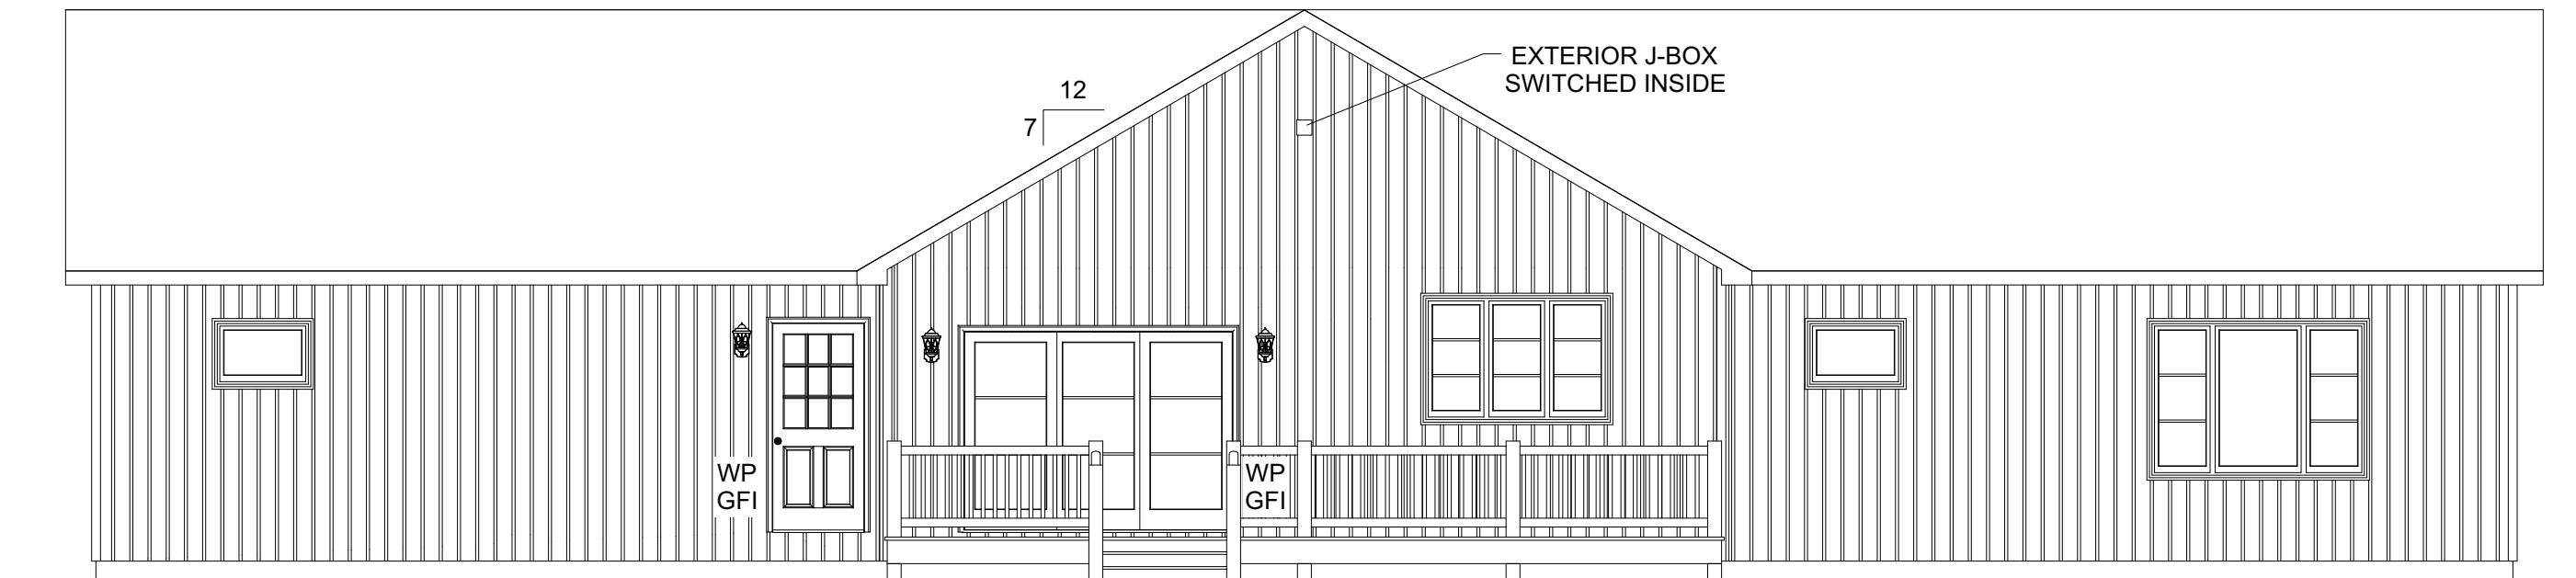 EXTERIOR J-BOX
SWITCHED INSIDE
12
7
WP
GFI
WP
GFI